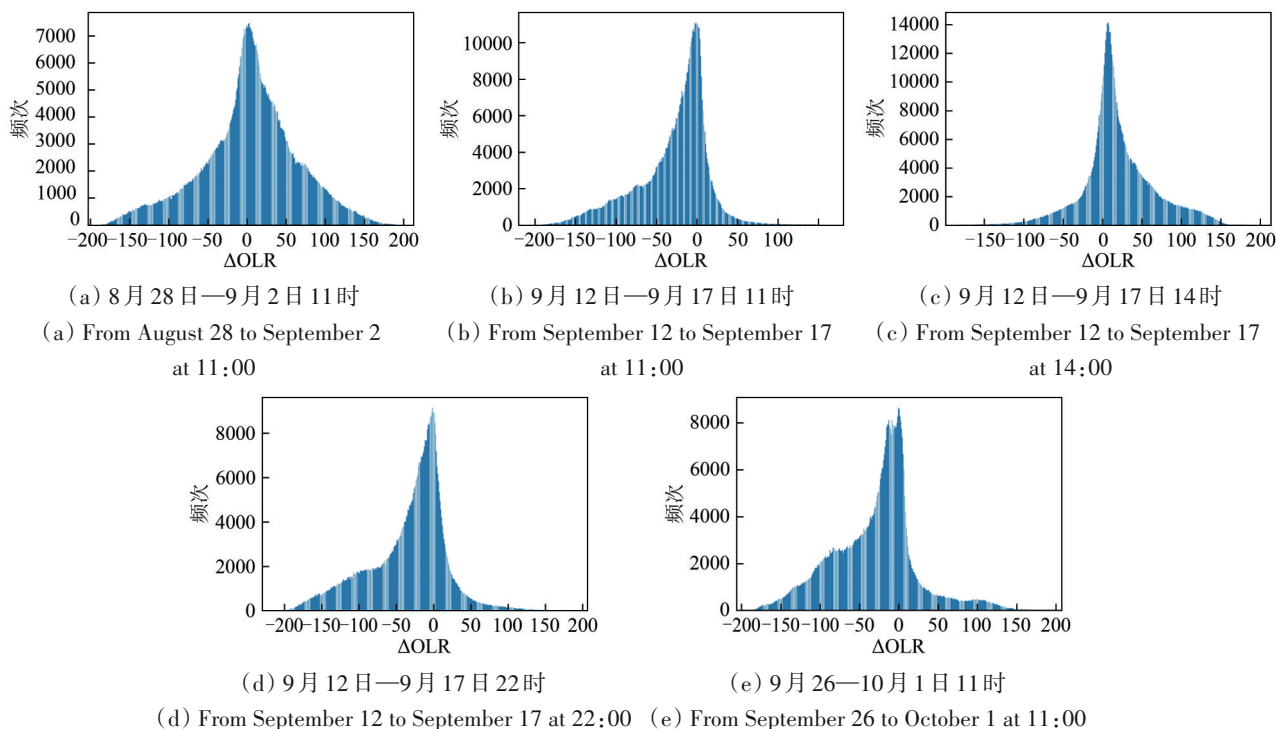 7000
6000
5000
4000
3000
2000
1000
0
频次
−200−150−100 −50 0 50 100 150 200
ΔOLR
(a) 8月28日—9月2日11时
(a) From August 28 to September 2
at 11:00
10000
8000
6000
4000
2000
0
频次
−200−150−100 −50 0 50 100
ΔOLR
(b) 9月12日—9月17日11时
(b) From September 12 to September 17
at 11:00
14000
12000
10000
8000
6000
4000
2000
0
频次
−150 −100 −50 0 50 100 150 200
ΔOLR
(c) 9月12日—9月17日14时
(c) From September 12 to September 17
at 14:00
8000
6000
4000
2000
0
频次
−200−150−100 −50 0 50 100 150 200
ΔOLR
(d) 9月12日—9月17日22时
(d) From September 12 to September 17 at 22:00
8000
6000
4000
2000
0
频次
−200−150−100 −50 0 50 100 150 200
ΔOLR
(e) 9月26—10月1日11时
(e) From September 26 to October 1 at 11:00